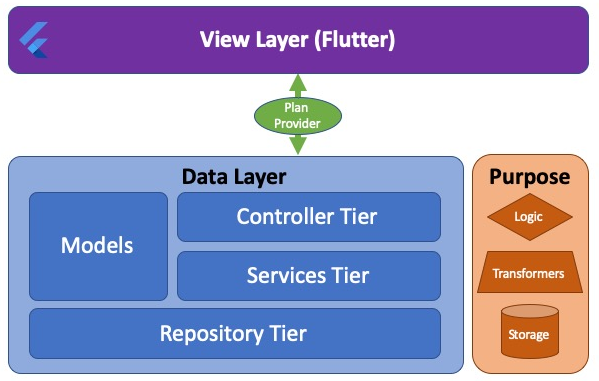 View Layer (Flutter)
Plan
Provider
Data Layer
Models
Controller Tier
Services Tier
Repository Tier
Purpose
Logic
Transformers
Storage